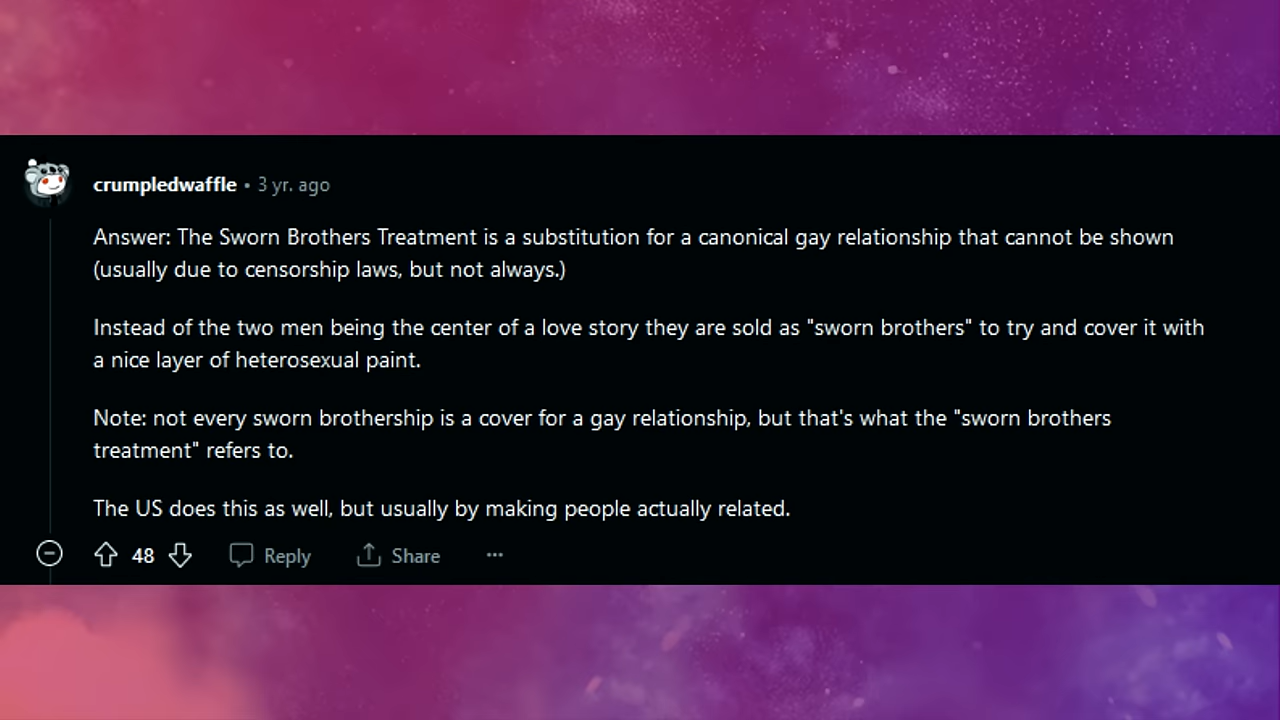 crumpledwaffle • 3 yr. ago
Answer: The Sworn Brothers Treatment is a substitution for a canonical gay relationship that cannot be shown
(usually due to censorship laws, but not always.)
Instead of the two men being the center of a love story they are sold as "sworn brothers" to try and cover it with
a nice layer of heterosexual paint.
Note: not every sworn brothership is a cover for a gay relationship, but that's what the "sworn brothers
treatment" refers to.
The US does this as well, but usually by making people actually related.
48 Reply Share ...